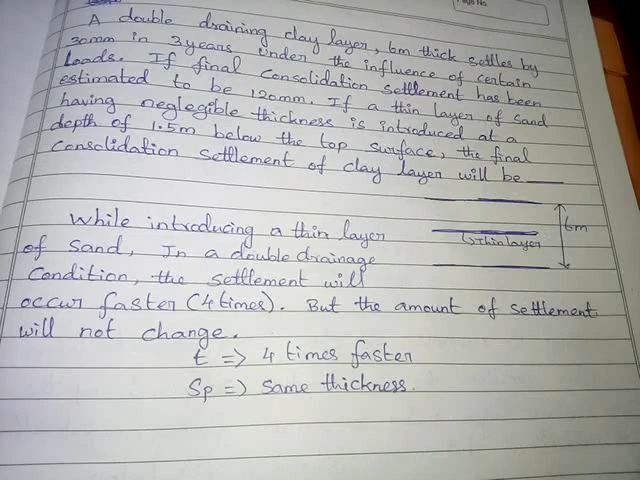 Page No
A double draining clay layer, 6m thick settles by
30mm in 3 years under the influence of certain
loads. If final consolidation settlement has been
estimated to be 120mm. If a thin layer of sand
having neglegible thickness is introduced at a
depth of 1.5m below the top surface, the final
consolidation settlement of clay layer will be
While introducing a thin layer
of sand, In a double drainage
Condition, the settlement will
occur faster (4 times). But the amount of settlement
will not change.
6m
Thin layer
t => 4 times faster
Sp => same thickness.